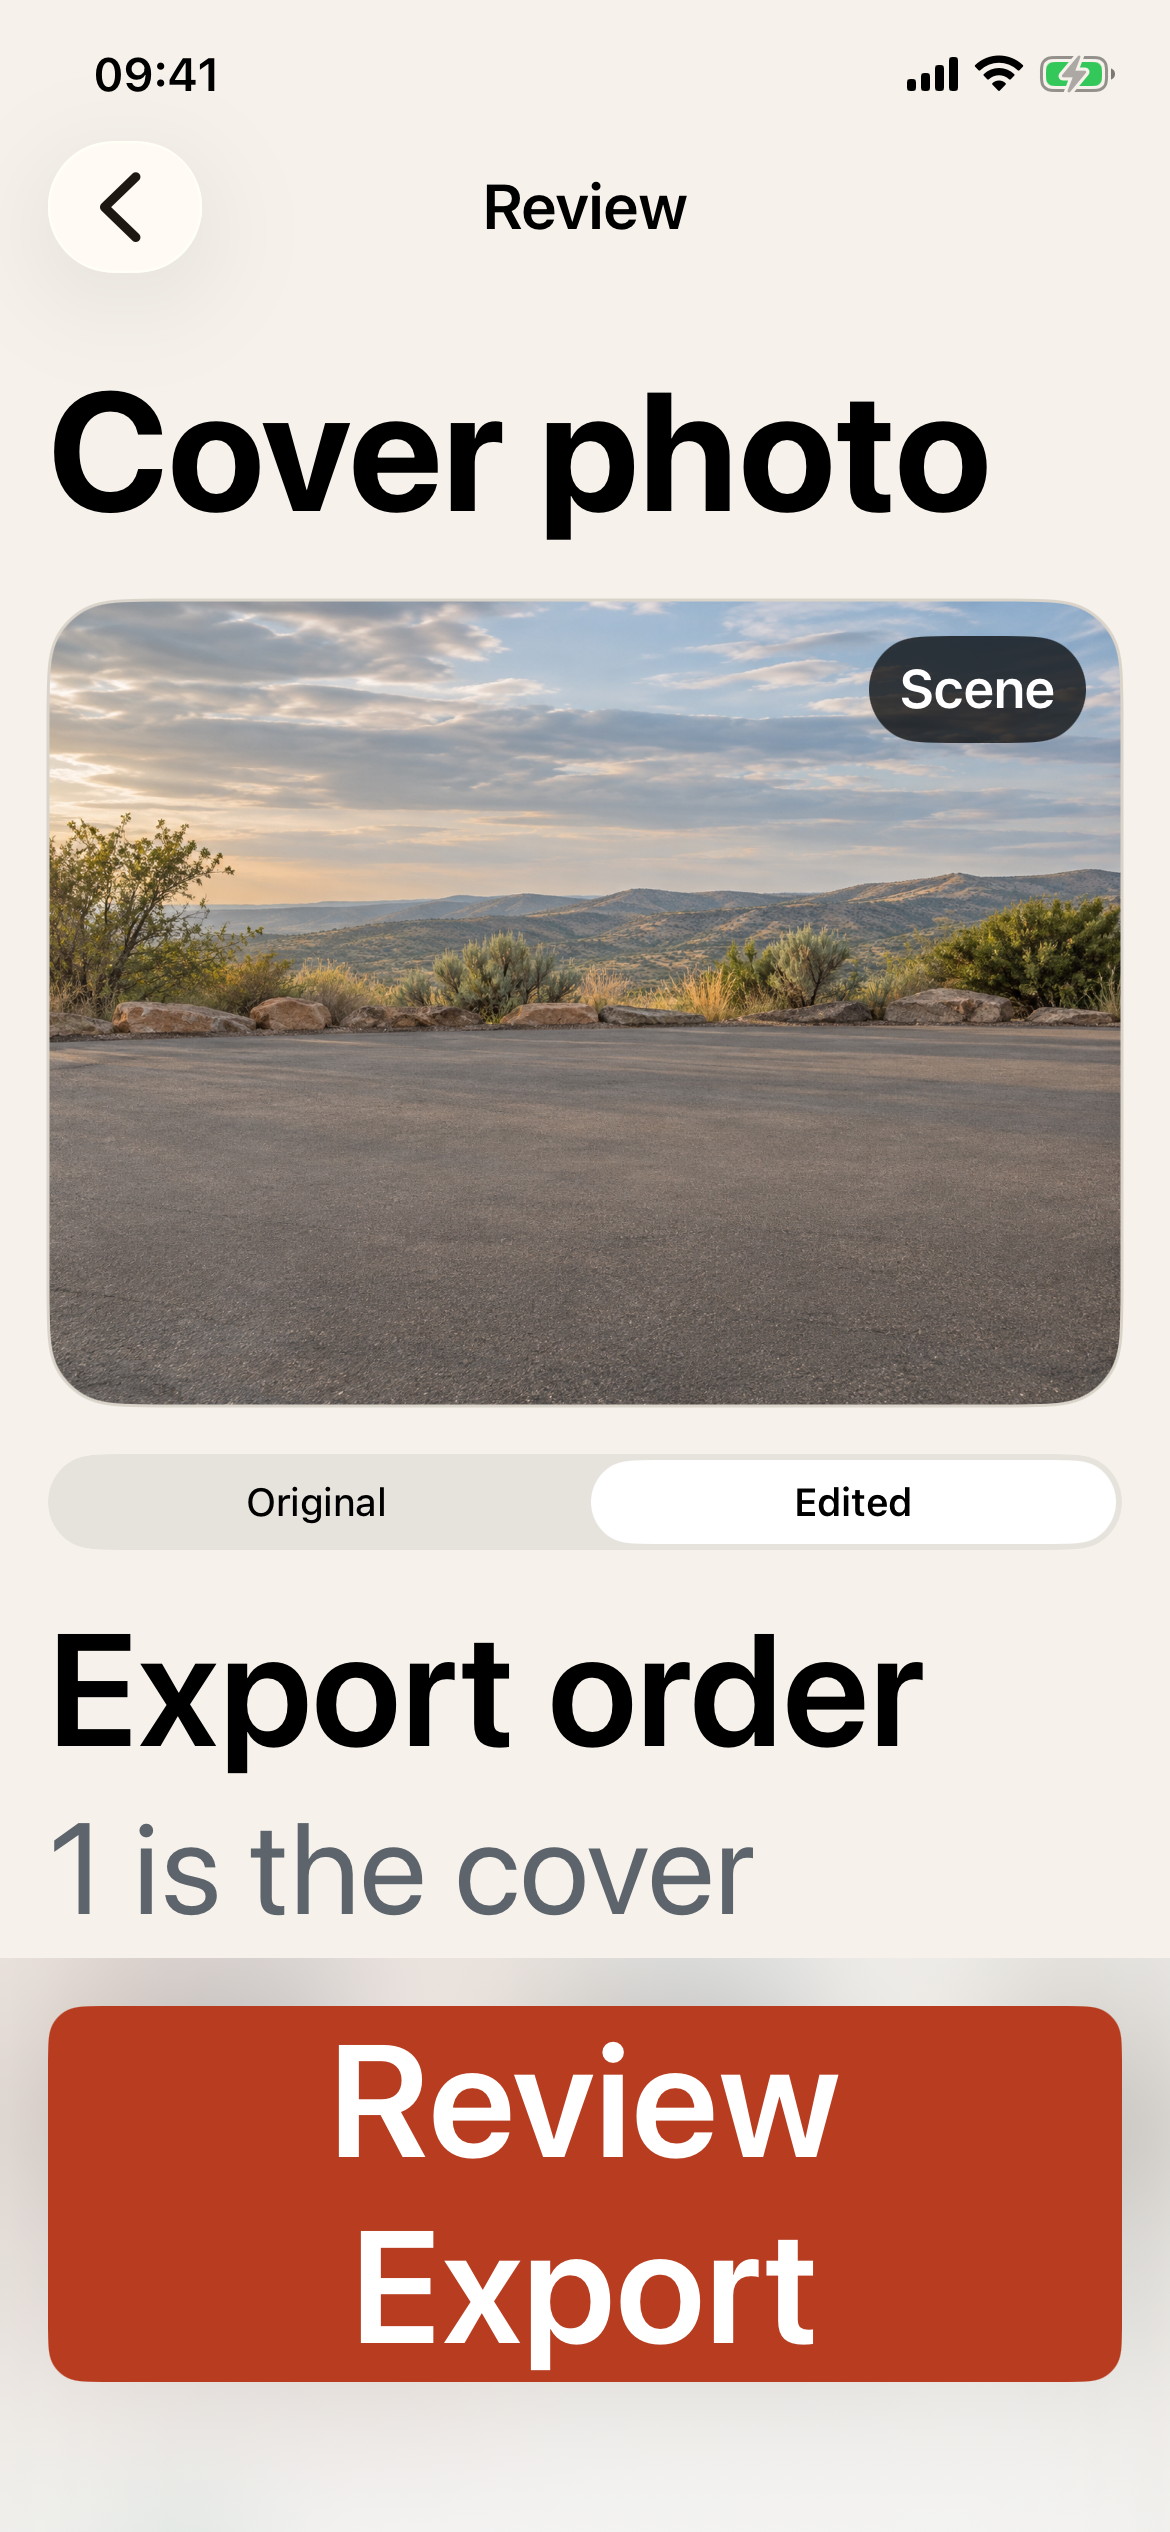 09:41
Review
Cover photo
Scene
Original
Edited
Export order
1 is the cover
Review
Export